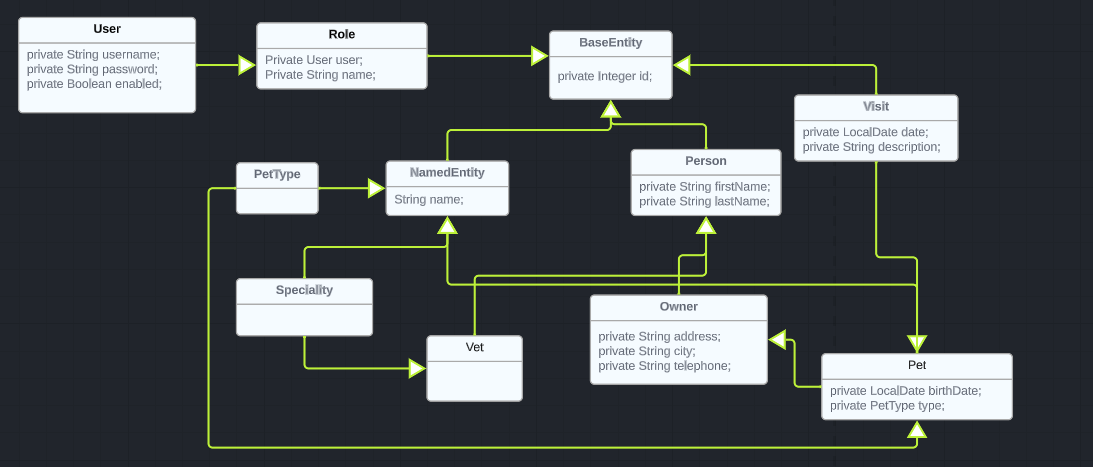 User
private String username;
private String password;
private Boolean enabled;
Role
Private User user;
Private String name;
BaseEntity
private Integer id;
Visit
private LocalDate date;
private String description;
PetType
NamedEntity
String name;
Person
private String firstName;
private String lastName;
Speciality
Vet
Owner
private String address;
private String city;
private String telephone;
Pet
private LocalDate birthDate;
private PetType type;